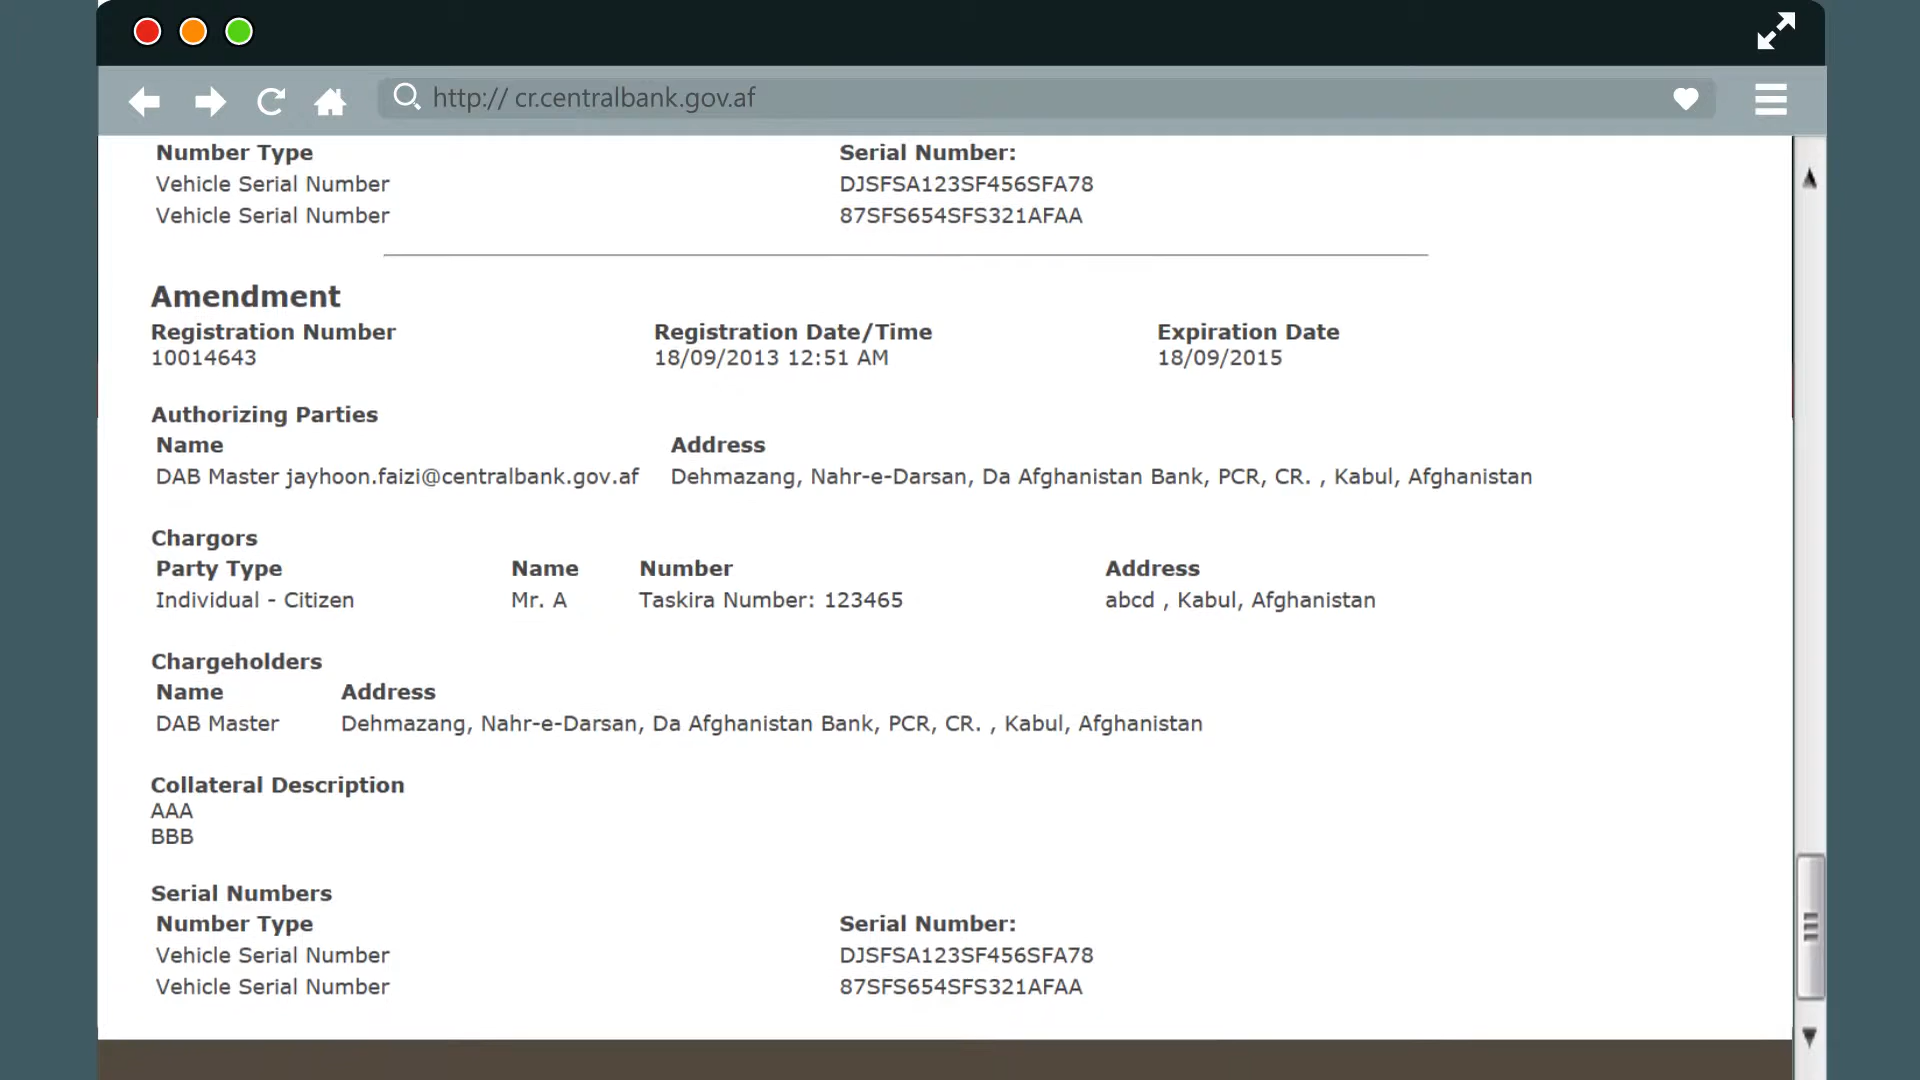 http:// cr.centralbank.gov.af
Number Type Serial Number:
Vehicle Serial Number DJSFSA123SF456SFA78
Vehicle Serial Number 87SFS654SFS321AFAA
Amendment
Registration Number Registration Date/Time Expiration Date
10014643 18/09/2013 12:51 AM 18/09/2015
Authorizing Parties
Name Address
DAB Master jayhoon.faizi@centralbank.gov.af Dehmazang, Nahr-e-Darsan, Da Afghanistan Bank, PCR, CR. , Kabul, Afghanistan
Chargors
Party Type Name Number Address
Individual - Citizen Mr. A Taskira Number: 123465 abcd , Kabul, Afghanistan
Chargeholders
Name Address
DAB Master Dehmazang, Nahr-e-Darsan, Da Afghanistan Bank, PCR, CR. , Kabul, Afghanistan
Collateral Description
AAA
BBB
Serial Numbers
Number Type Serial Number:
Vehicle Serial Number DJSFSA123SF456SFA78
Vehicle Serial Number 87SFS654SFS321AFAA